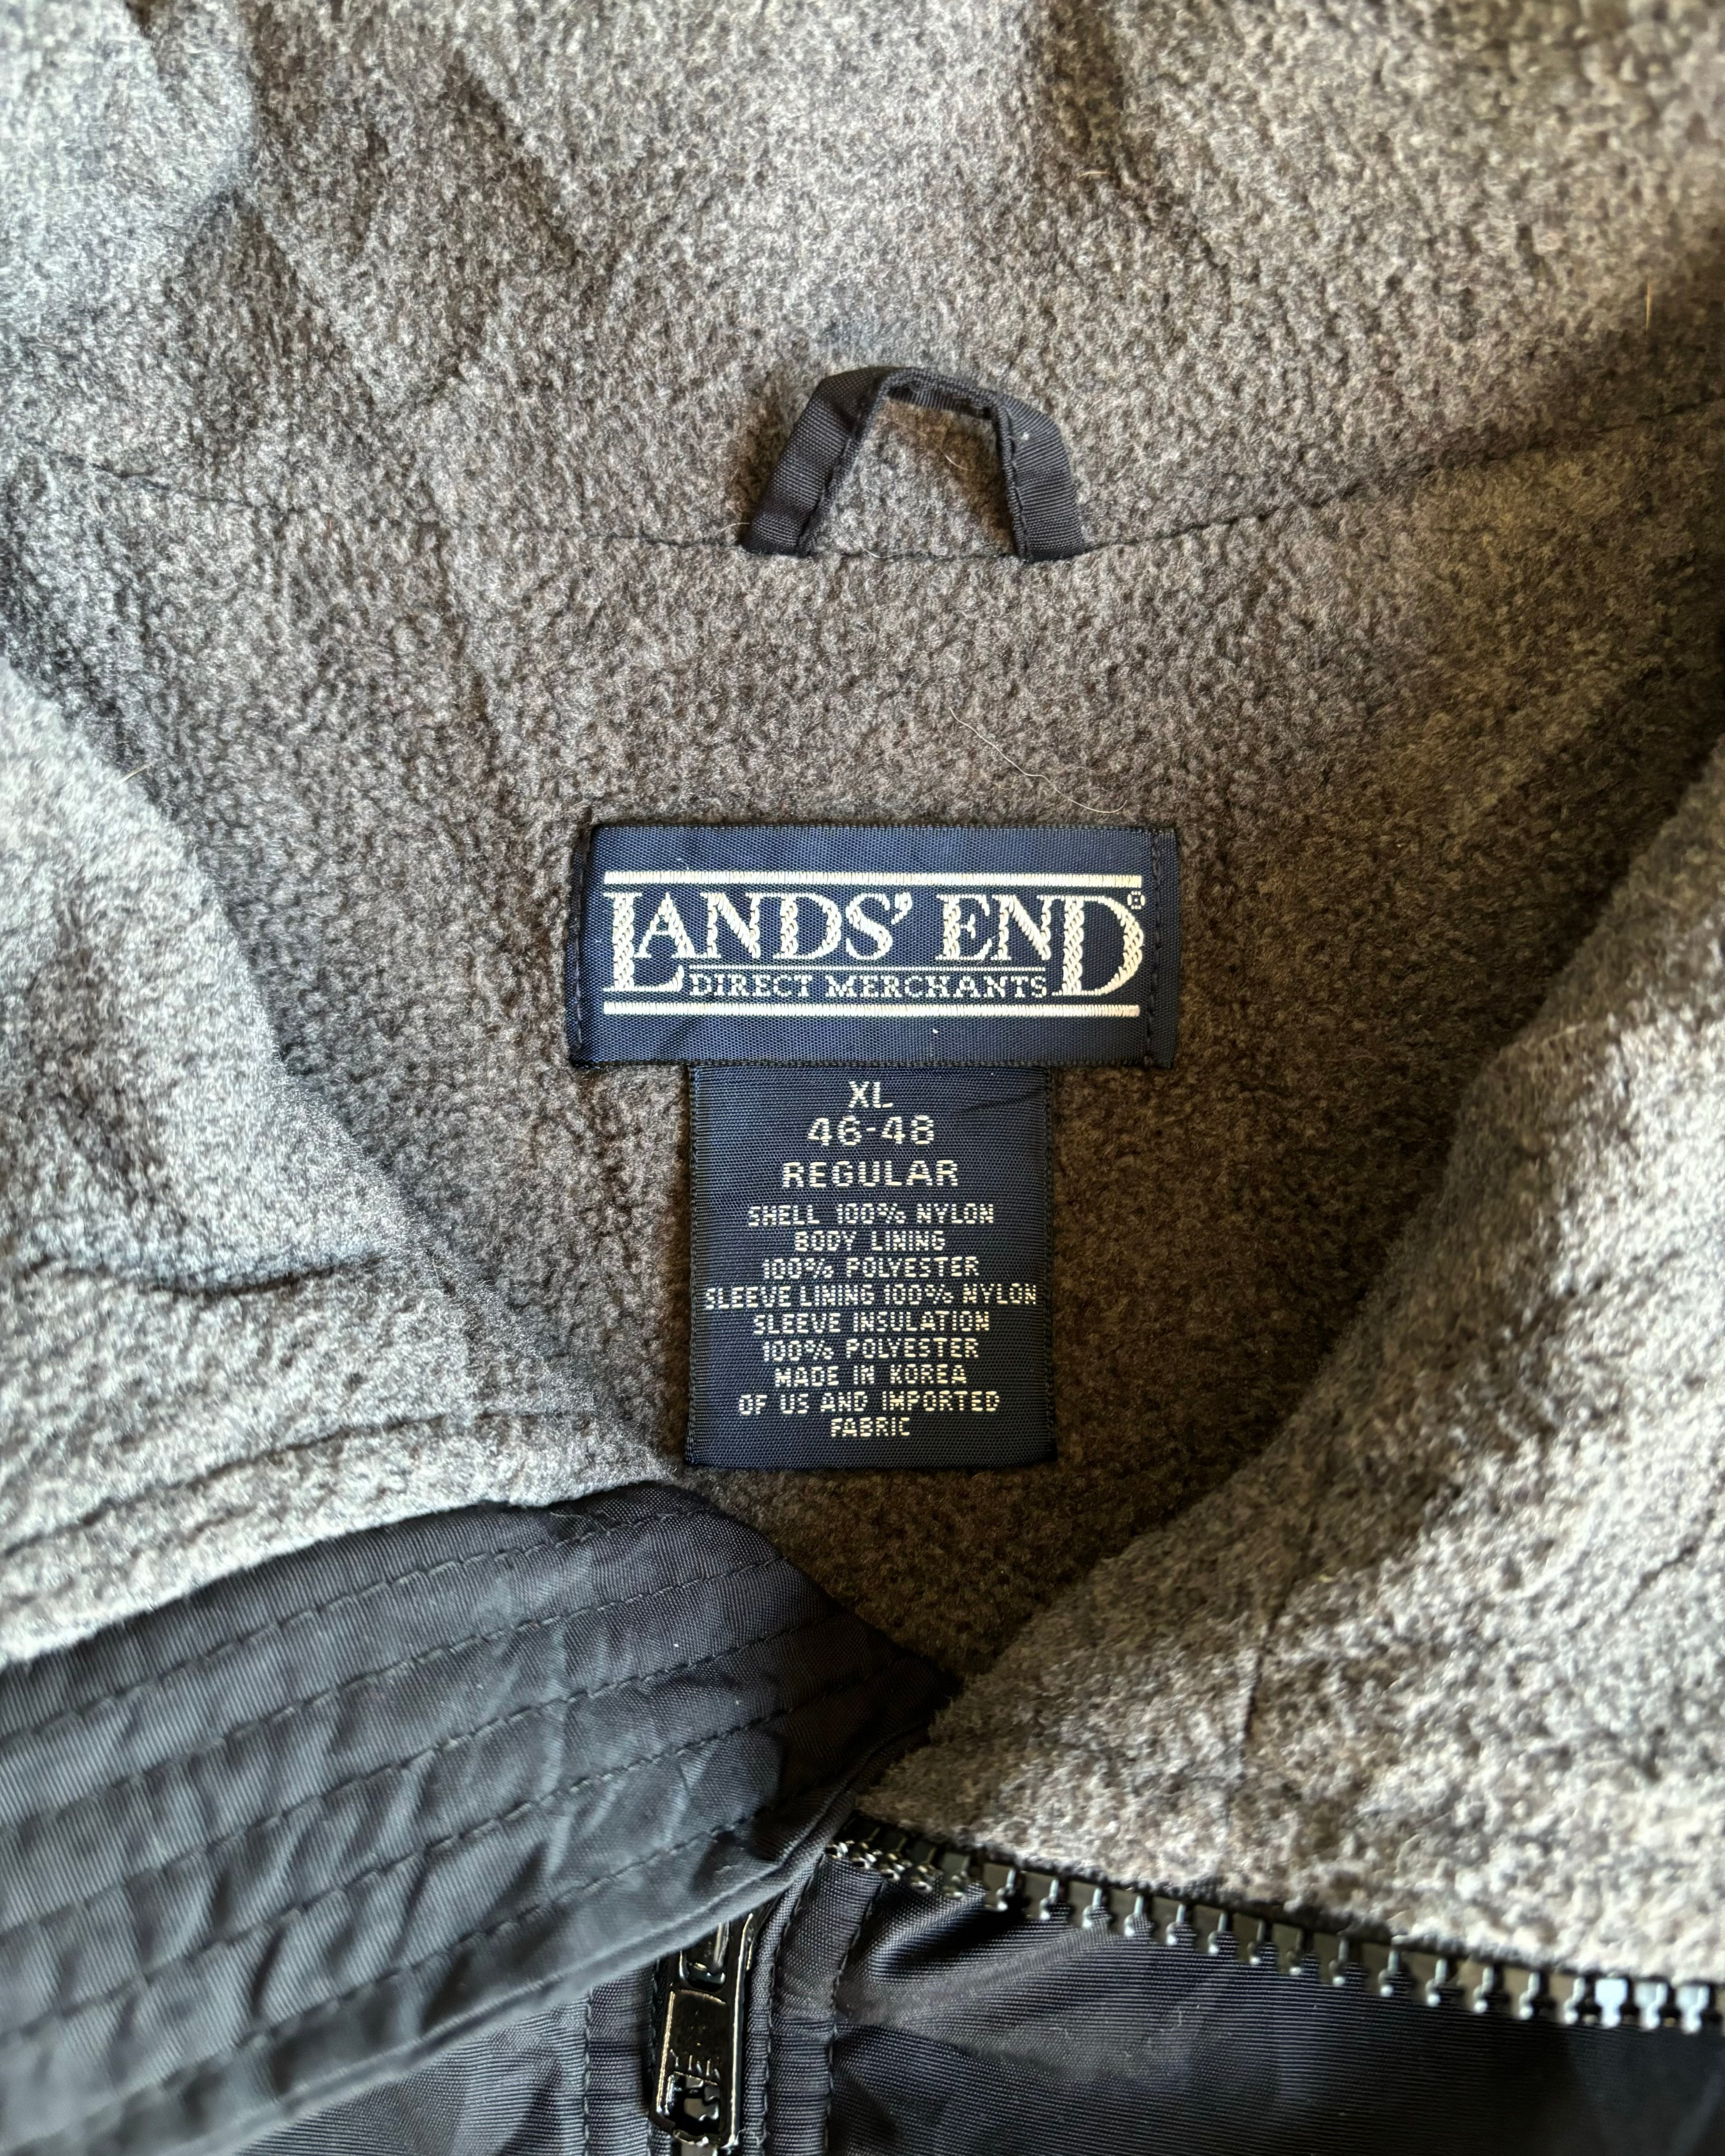 LANDS' END®
DIRECT MERCHANTS
XL
46-48
REGULAR
SHELL 100% NYLON
BODY LINING
100% POLYESTER
SLEEVE LINING 100% NYLON
SLEEVE INSULATION
100% POLYESTER
MADE IN KOREA
OF US AND IMPORTED
FABRIC
YKK